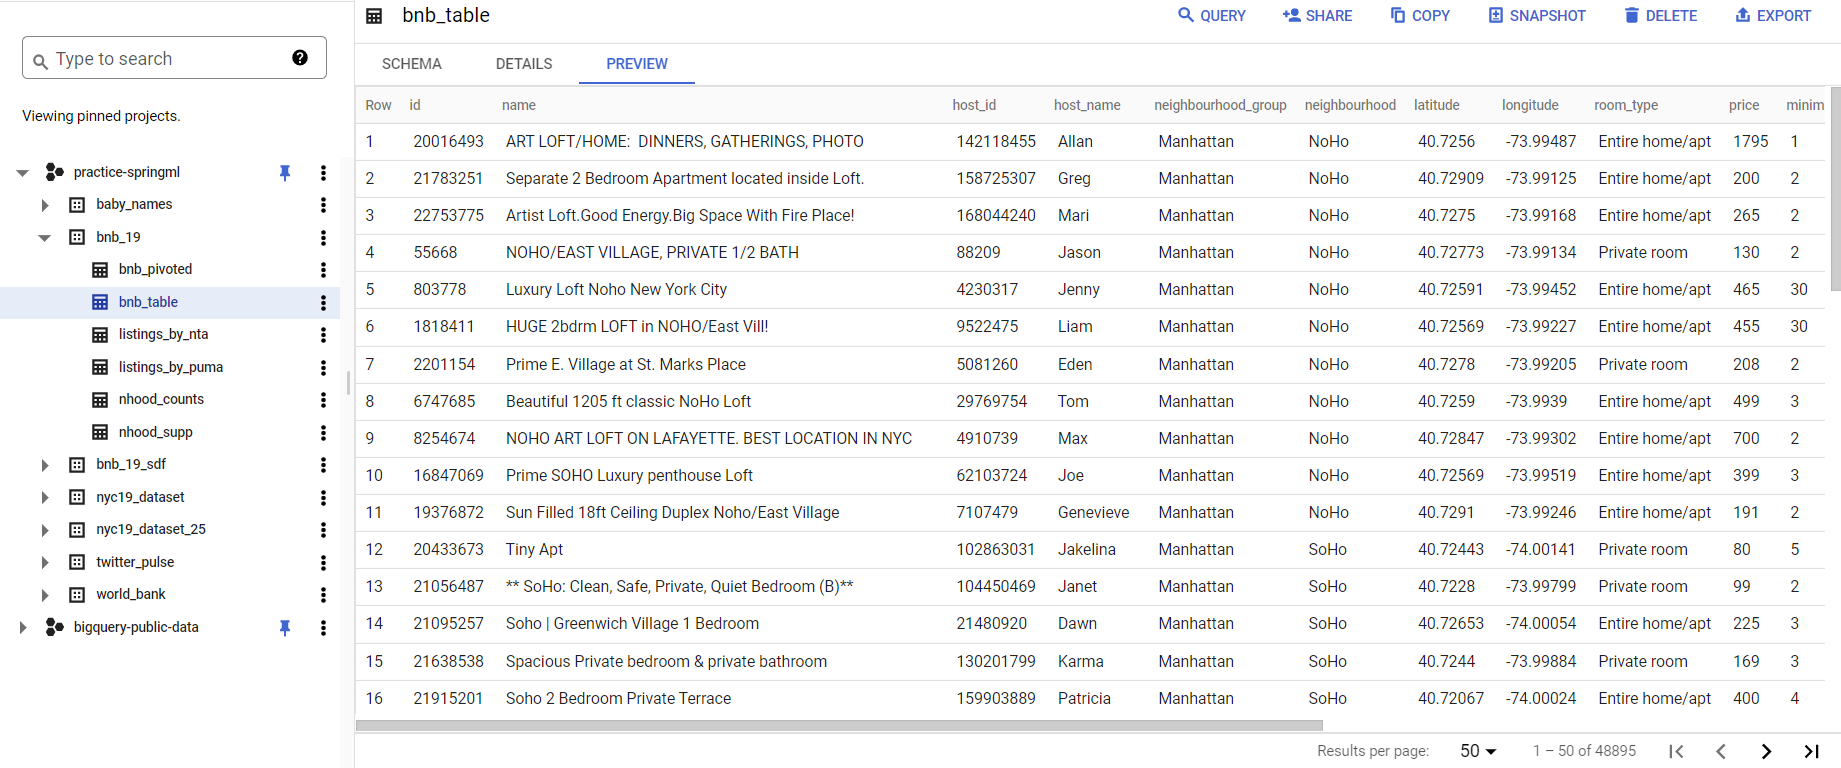 bnb_table
QUERY SHARE COPY SNAPSHOT DELETE EXPORT
Type to search
SCHEMA DETAILS PREVIEW
Viewing pinned projects.
practice-springml
baby_names
bnb_19
bnb_pivoted
bnb_table
listings_by_nta
listings_by_puma
nhood_counts
nhood_supp
bnb_19_sdf
nyc19_dataset
nyc19_dataset_25
twitter_pulse
world_bank
bigquery-public-data
Row id name host_id host_name neighbourhood_group neighbourhood latitude longitude room_type price minim
1 20016493 ART LOFT/HOME: DINNERS, GATHERINGS, PHOTO 142118455 Allan Manhattan NoHo 40.7256 -73.99487 Entire home/apt 1795 1
2 21783251 Separate 2 Bedroom Apartment located inside Loft. 158725307 Greg Manhattan NoHo 40.72909 -73.99125 Entire home/apt 200 2
3 22753775 Artist Loft.Good Energy.Big Space With Fire Place! 168044240 Mari Manhattan NoHo 40.7275 -73.99168 Entire home/apt 265 2
4 55668 NOHO/EAST VILLAGE, PRIVATE 1/2 BATH 88209 Jason Manhattan NoHo 40.72773 -73.99134 Private room 130 2
5 803778 Luxury Loft Noho New York City 4230317 Jenny Manhattan NoHo 40.72591 -73.99452 Entire home/apt 465 30
6 1818411 HUGE 2bdrm LOFT in NOHO/East Vill! 9522475 Liam Manhattan NoHo 40.72569 -73.99227 Entire home/apt 455 30
7 2201154 Prime E. Village at St. Marks Place 5081260 Eden Manhattan NoHo 40.7278 -73.99205 Private room 208 2
8 6747685 Beautiful 1205 ft classic NoHo Loft 29769754 Tom Manhattan NoHo 40.7259 -73.9939 Entire home/apt 499 3
9 8254674 NOHO ART LOFT ON LAFAYETTE. BEST LOCATION IN NYC 4910739 Max Manhattan NoHo 40.72847 -73.99302 Entire home/apt 700 2
10 16847069 Prime SOHO Luxury penthouse Loft 62103724 Joe Manhattan NoHo 40.72569 -73.99519 Entire home/apt 399 3
11 19376872 Sun Filled 18ft Ceiling Duplex Noho/East Village 7107479 Genevieve Manhattan NoHo 40.7291 -73.99246 Entire home/apt 191 2
12 20433673 Tiny Apt 102863031 Jakelina Manhattan SoHo 40.72443 -74.00141 Private room 80 5
13 21056487 ** SoHo: Clean, Safe, Private, Quiet Bedroom (B)** 104450469 Janet Manhattan SoHo 40.7228 -73.99799 Private room 99 2
14 21095257 Soho | Greenwich Village 1 Bedroom 21480920 Dawn Manhattan SoHo 40.72653 -74.00054 Entire home/apt 225 3
15 21638538 Spacious Private bedroom & private bathroom 130201799 Karma Manhattan SoHo 40.7244 -73.99884 Private room 169 3
16 21915201 Soho 2 Bedroom Private Terrace 159903889 Patricia Manhattan SoHo 40.72067 -74.00024 Entire home/apt 400 4
Results per page: 50 1 – 50 of 48895